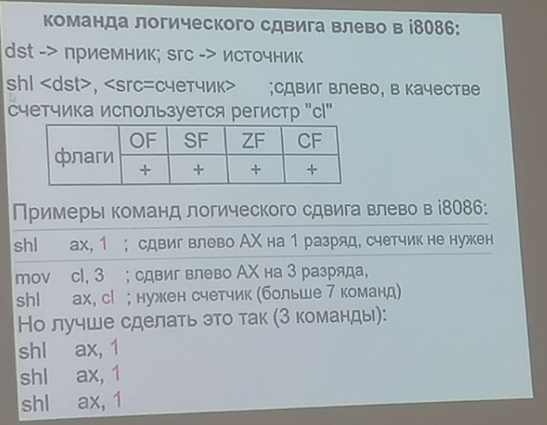 команда логического сдвига влево в i8086:
dst -> приемник; src -> источник
shl <dst>, <src=счетчик> ;сдвиг влево, в качестве
счетчика используется регистр "cl"
флаги OF SF ZF CF
+ + + +
Примеры команд логического сдвига влево в i8086:
shl ax, 1 ; сдвиг влево AX на 1 разряд, счетчик не нужен
mov cl, 3 ; сдвиг влево AX на 3 разряда,
shl ax, cl ; нужен счетчик (больше 7 команд)
Но лучше сделать это так (3 команды):
shl ax, 1
shl ax, 1
shl ax, 1